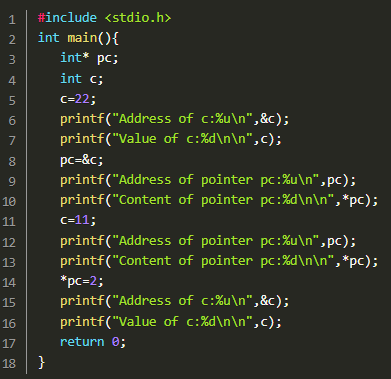 1 #include <stdio.h>
2 int main(){
3 int* pc;
4 int c;
5 c=22;
6 printf("Address of c:%u\n",&c);
7 printf("Value of c:%d\n\n",c);
8 pc=&c;
9 printf("Address of pointer pc:%u\n",pc);
10 printf("Content of pointer pc:%d\n\n",*pc);
11 c=11;
12 printf("Address of pointer pc:%u\n",pc);
13 printf("Content of pointer pc:%d\n\n",*pc);
14 *pc=2;
15 printf("Address of c:%u\n",&c);
16 printf("Value of c:%d\n\n",c);
17 return 0;
18 }